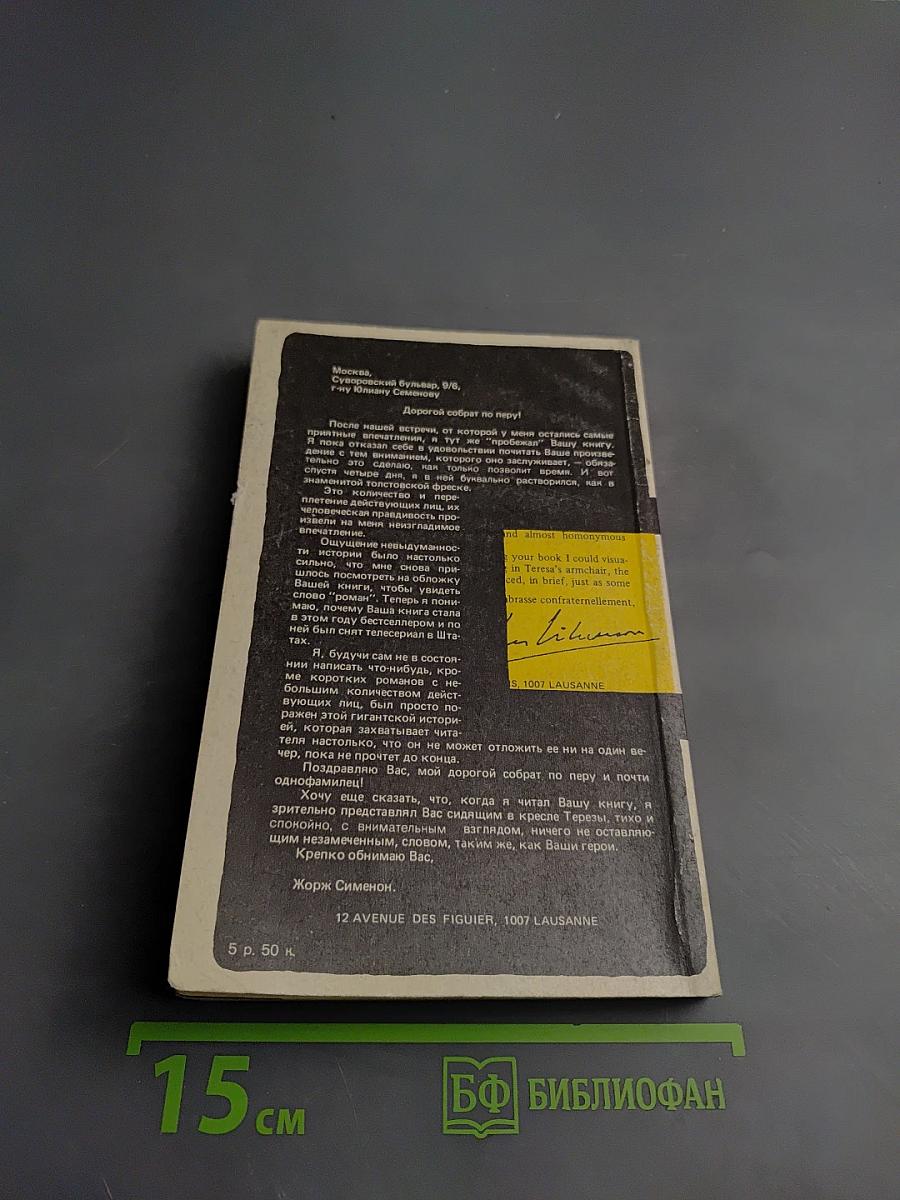 Москва,
Суворовский бульвар, 9/6,
г-ну Юлиану Семенову
Дорогой собрат по перу!
После нашей встречи, от которой у меня остались самые
приятные впечатления, я тут же "пробежал" Вашу книгу.
Я пока отказал себе в удовольствии почитать Ваше произве-
дение с тем вниманием, которого оно заслуживает, — обяза-
тельно это сделаю, как только позволит время. И вот
спустя четыре дня, я в ней буквально растворился, как в
знаменитой толстовской фреске.
Это количество и пере-
плетение действующих лиц, их
человеческая правдивость про-
извели на меня неизгладимое
впечатление.
Ощущение невыдуманнос-
ти истории было настолько
сильно, что мне снова при-
шлось посмотреть на обложку
Вашей книги, чтобы увидеть
слово "роман". Теперь я пони-
маю, почему Ваша книга стала
в этом году бестселлером и по
ней был снят телесериал в Шта-
тах.
Я, будучи сам не в состоя-
нии написать что-нибудь, кро-
ме коротких романов с не-
большим количеством дейст-
вующих лиц, был просто по-
ражен этой гигантской истори-
ей, которая захватывает чита-
теля настолько, что он не может отложить ее ни на один ве-
чер, пока не прочтет до конца.
Поздравляю Вас, мой дорогой собрат по перу и почти
однофамилец!
Хочу еще сказать, что, когда я читал Вашу книгу, я
зрительно представлял Вас сидящим в кресле Терезы, тихо и
спокойно, с внимательным взглядом, ничего не оставляю-
щим незамеченным, словом, таким же, как Ваши герои.
Крепко обнимаю Вас,
Жорж Сименон.
12 AVENUE DES FIGUIER, 1007 LAUSANNE
5 р. 50 к.
and almost homonymous
your book I could visua-
in Teresa's armchair, the
ced, in brief, just as some
abrasse confraternellement,
S, 1007 LAUSANNE
15 см
БФ БИБЛИОФАН